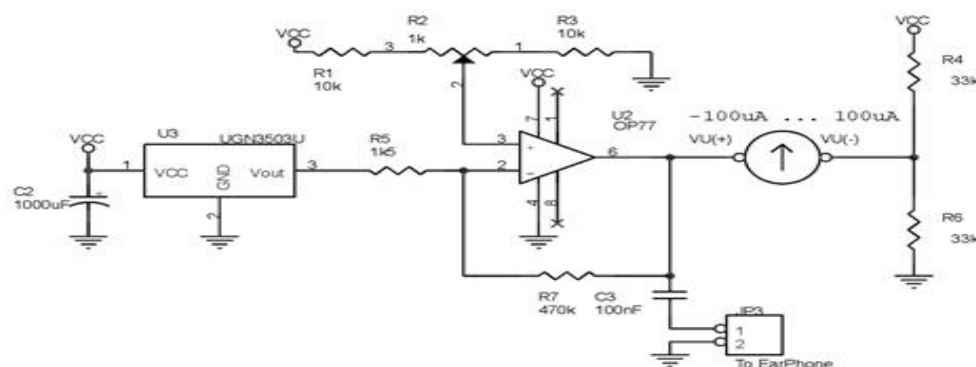 VCC
R1
10k
3
R2
1k
1
2
R3
10k
VCC
7
1
U2
OP77
3
2
6
4
8
+
-
-100uA ... 100uA
VU(+)
VU(-)
VCC
R4
33k
R6
33k
VCC
C2
1000uF
+
1
U3
UGN3503U
VCC
GND
Vout
2
3
R5
1k5
R7
470k
C3
100nF
JP3
1
2
To EarPhone